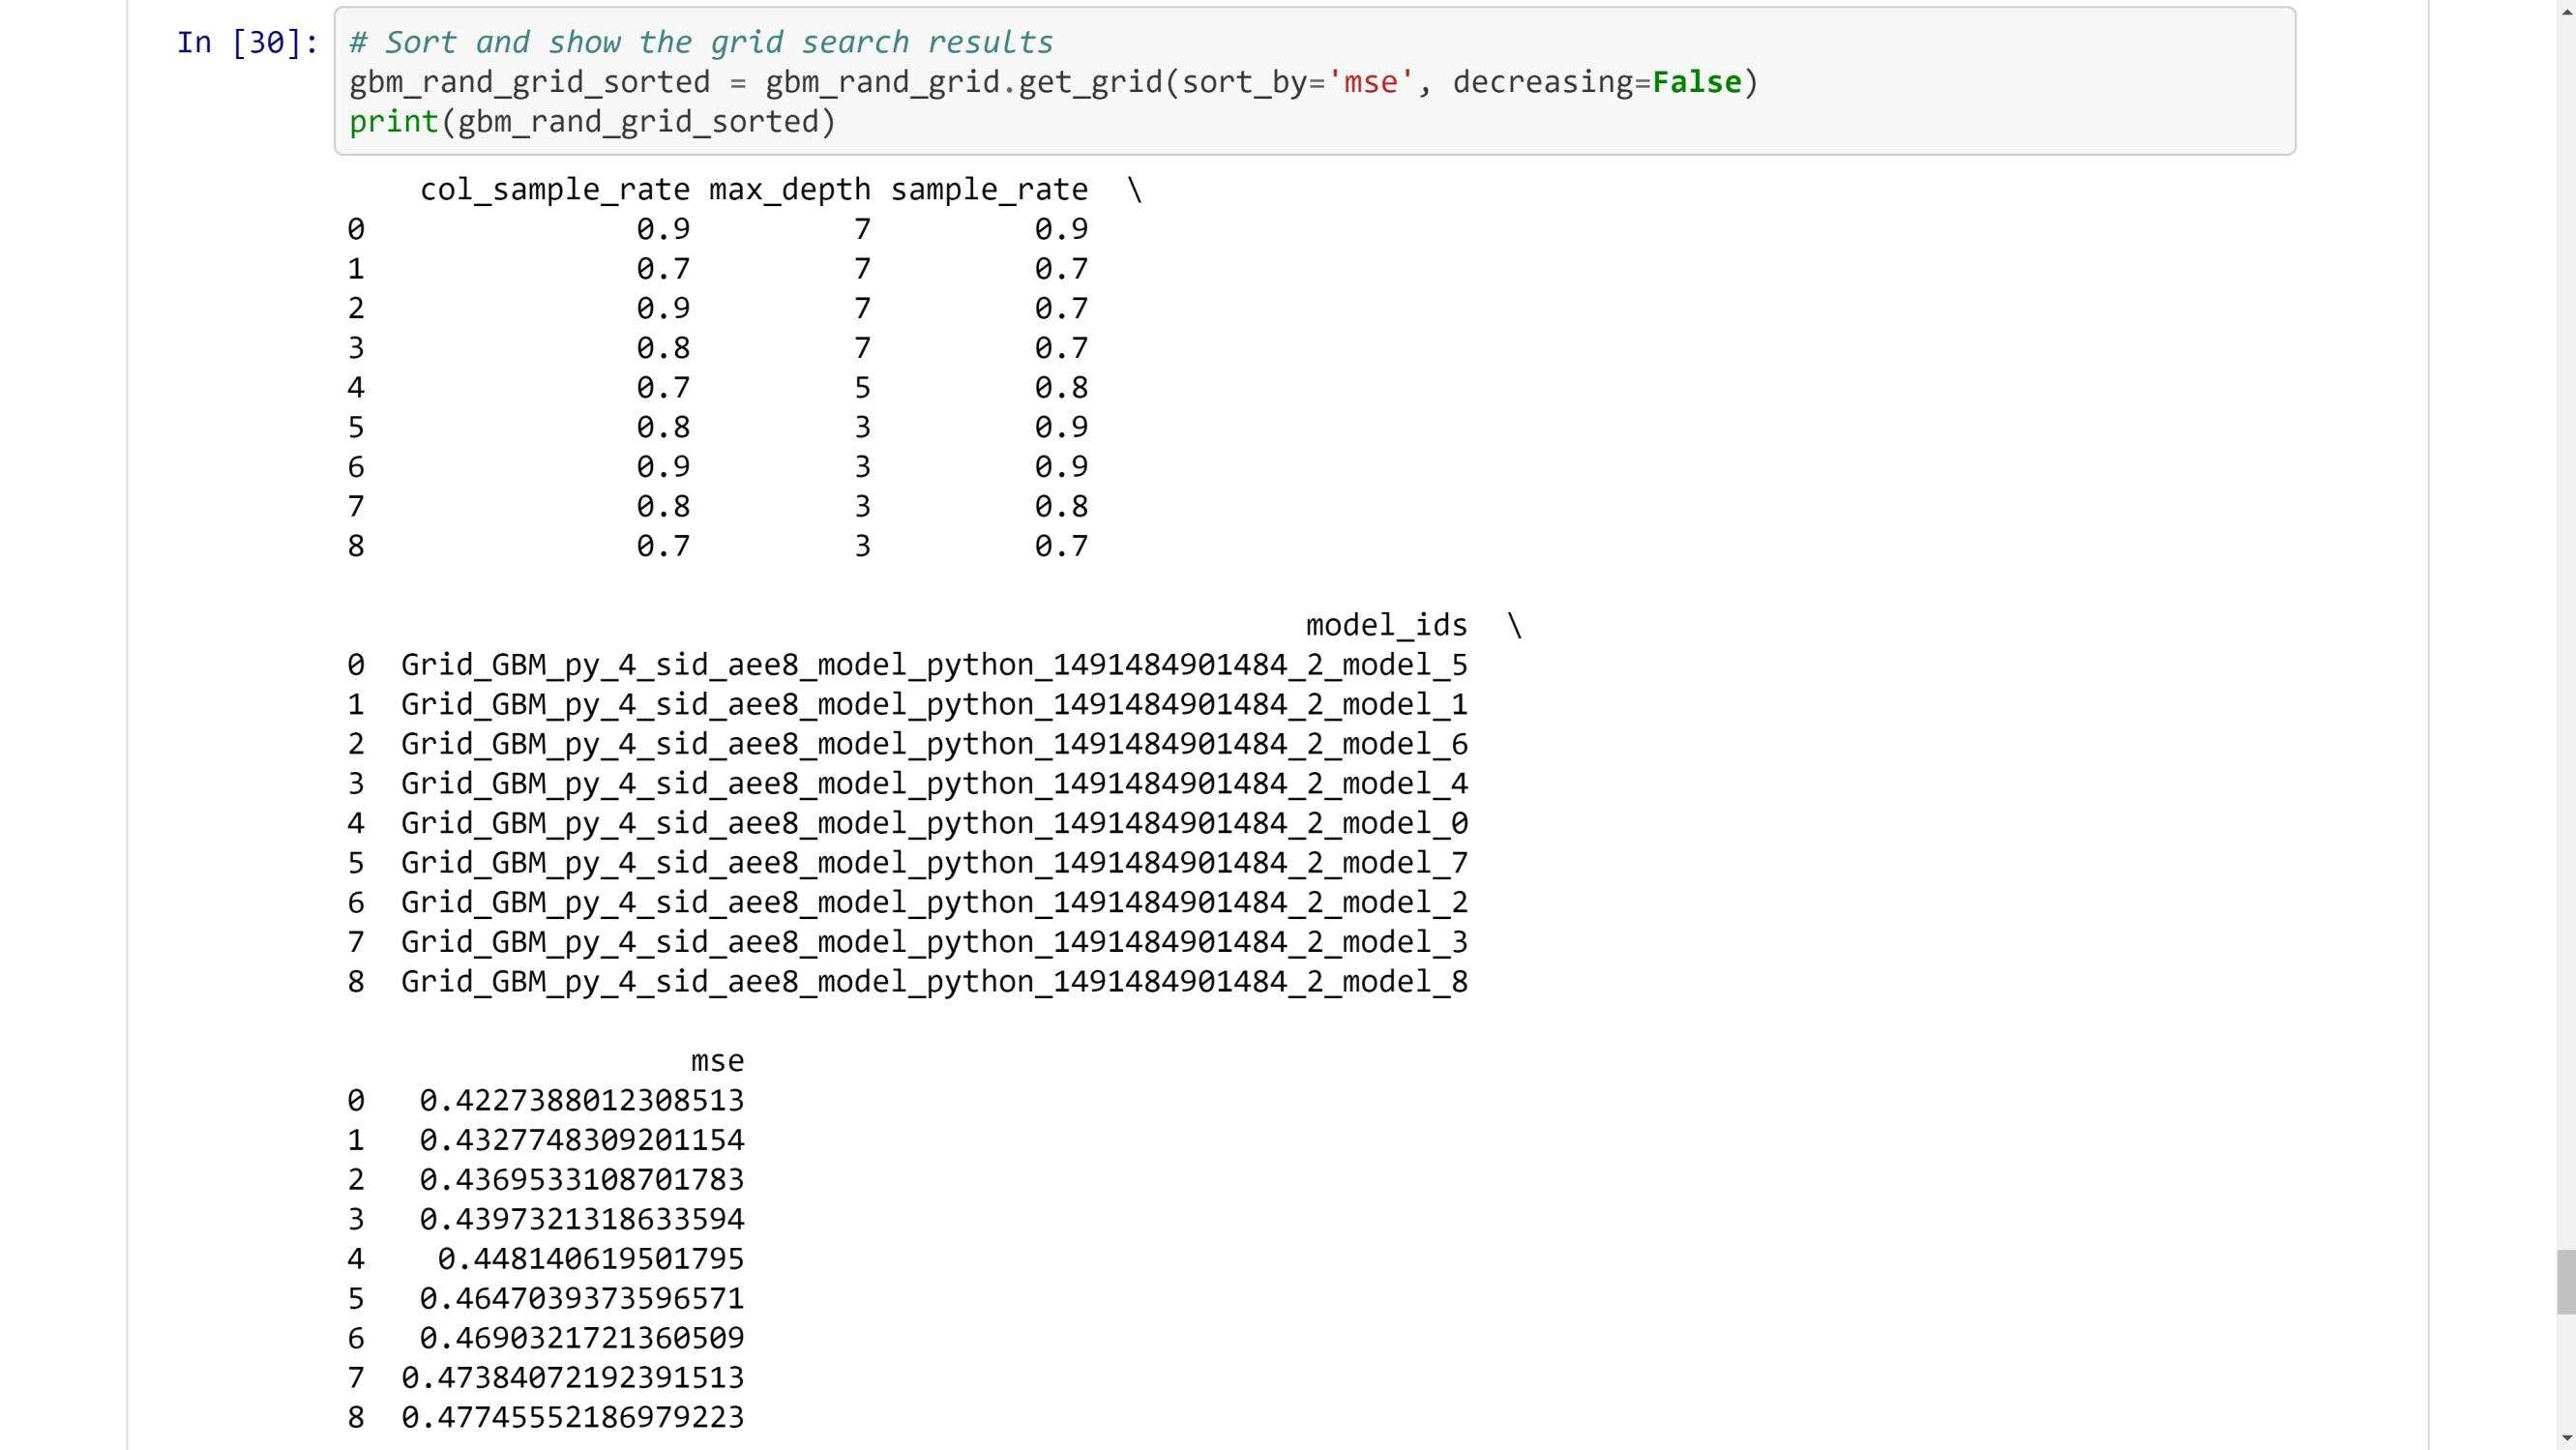 In [30]: # Sort and show the grid search results
gbm_rand_grid_sorted = gbm_rand_grid.get_grid(sort_by='mse', decreasing=False)
print(gbm_rand_grid_sorted)
col_sample_rate max_depth sample_rate \
0 0.9 7 0.9
1 0.7 7 0.7
2 0.9 7 0.7
3 0.8 7 0.7
4 0.7 5 0.8
5 0.8 3 0.9
6 0.9 3 0.9
7 0.8 3 0.8
8 0.7 3 0.7
model_ids \
0 Grid_GBM_py_4_sid_aee8_model_python_1491484901484_2_model_5
1 Grid_GBM_py_4_sid_aee8_model_python_1491484901484_2_model_1
2 Grid_GBM_py_4_sid_aee8_model_python_1491484901484_2_model_6
3 Grid_GBM_py_4_sid_aee8_model_python_1491484901484_2_model_4
4 Grid_GBM_py_4_sid_aee8_model_python_1491484901484_2_model_0
5 Grid_GBM_py_4_sid_aee8_model_python_1491484901484_2_model_7
6 Grid_GBM_py_4_sid_aee8_model_python_1491484901484_2_model_2
7 Grid_GBM_py_4_sid_aee8_model_python_1491484901484_2_model_3
8 Grid_GBM_py_4_sid_aee8_model_python_1491484901484_2_model_8
mse
0 0.4227388012308513
1 0.4327748309201154
2 0.4369533108701783
3 0.4397321318633594
4 0.448140619501795
5 0.4647039373596571
6 0.4690321721360509
7 0.47384072192391513
8 0.47745552186979223